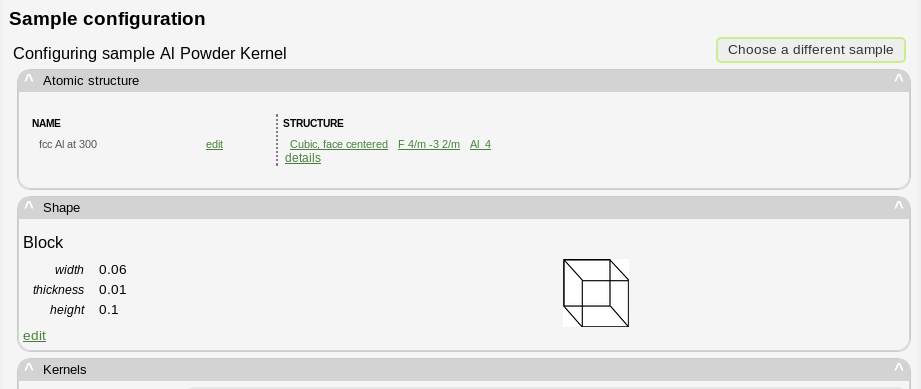 Sample configuration
Configuring sample Al Powder Kernel
Choose a different sample
^ Atomic structure ^
NAME STRUCTURE
fcc Al at 300 edit Cubic, face centered F 4/m -3 2/m Al 4
details
^ Shape ^
Block
width 0.06
thickness 0.01
height 0.1
edit
^ Kernels ^